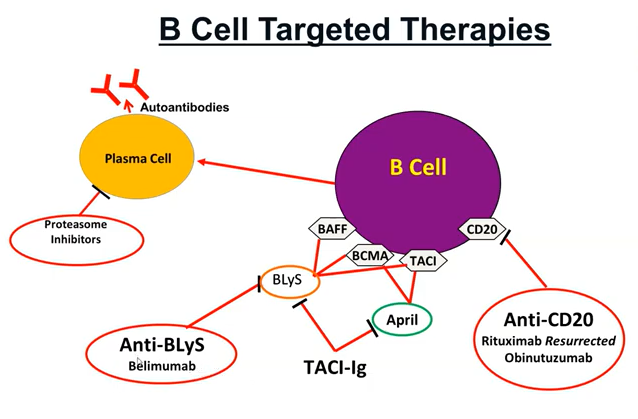 B Cell Targeted Therapies
Autoantibodies
Plasma Cell
B Cell
Proteasome
Inhibitors
BAFF
CD20
BCMA
TACI
BLyS
April
Anti-BLyS
Belimumab
TACI-Ig
Anti-CD20
Rituximab Resurrected
Obinutuzumab